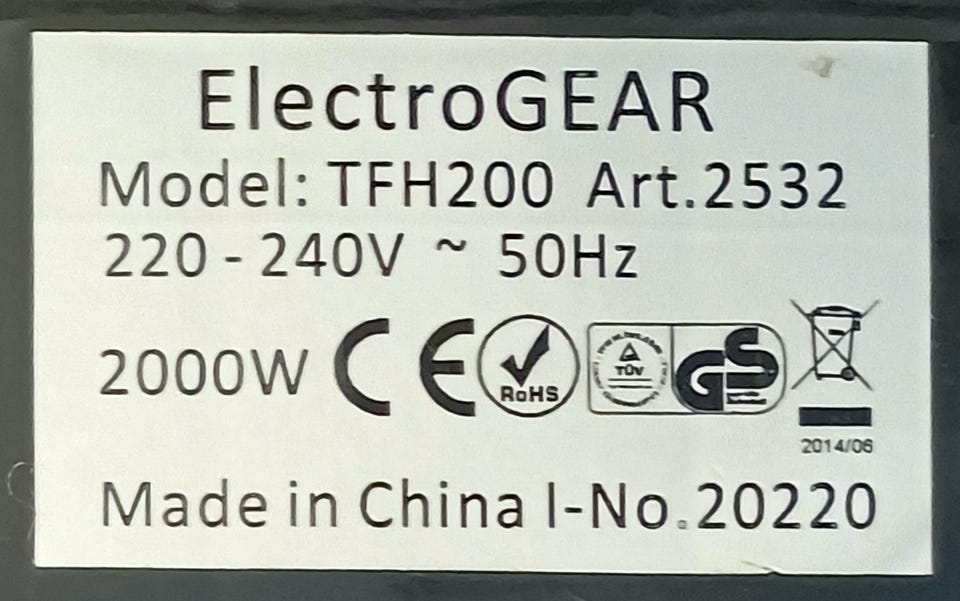 ElectroGEAR
Model: TFH200 Art.2532
220 - 240V ~ 50Hz
2000W CE RoHS TÜV GS
2014/06
Made in China I-No.20220